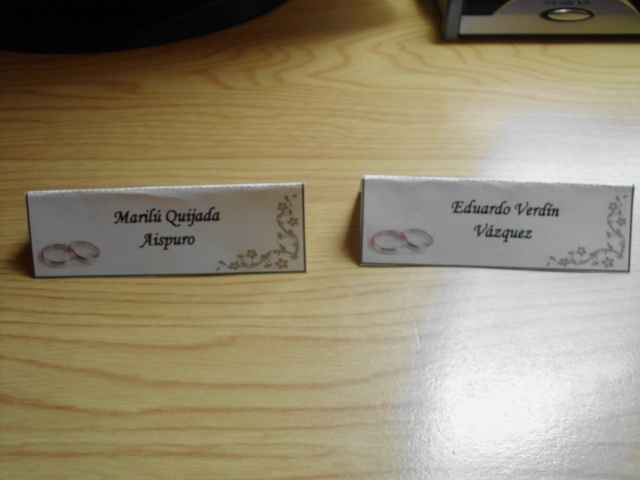 Marilú Quijada
Aispuro
Eduardo Verdín
Vázquez